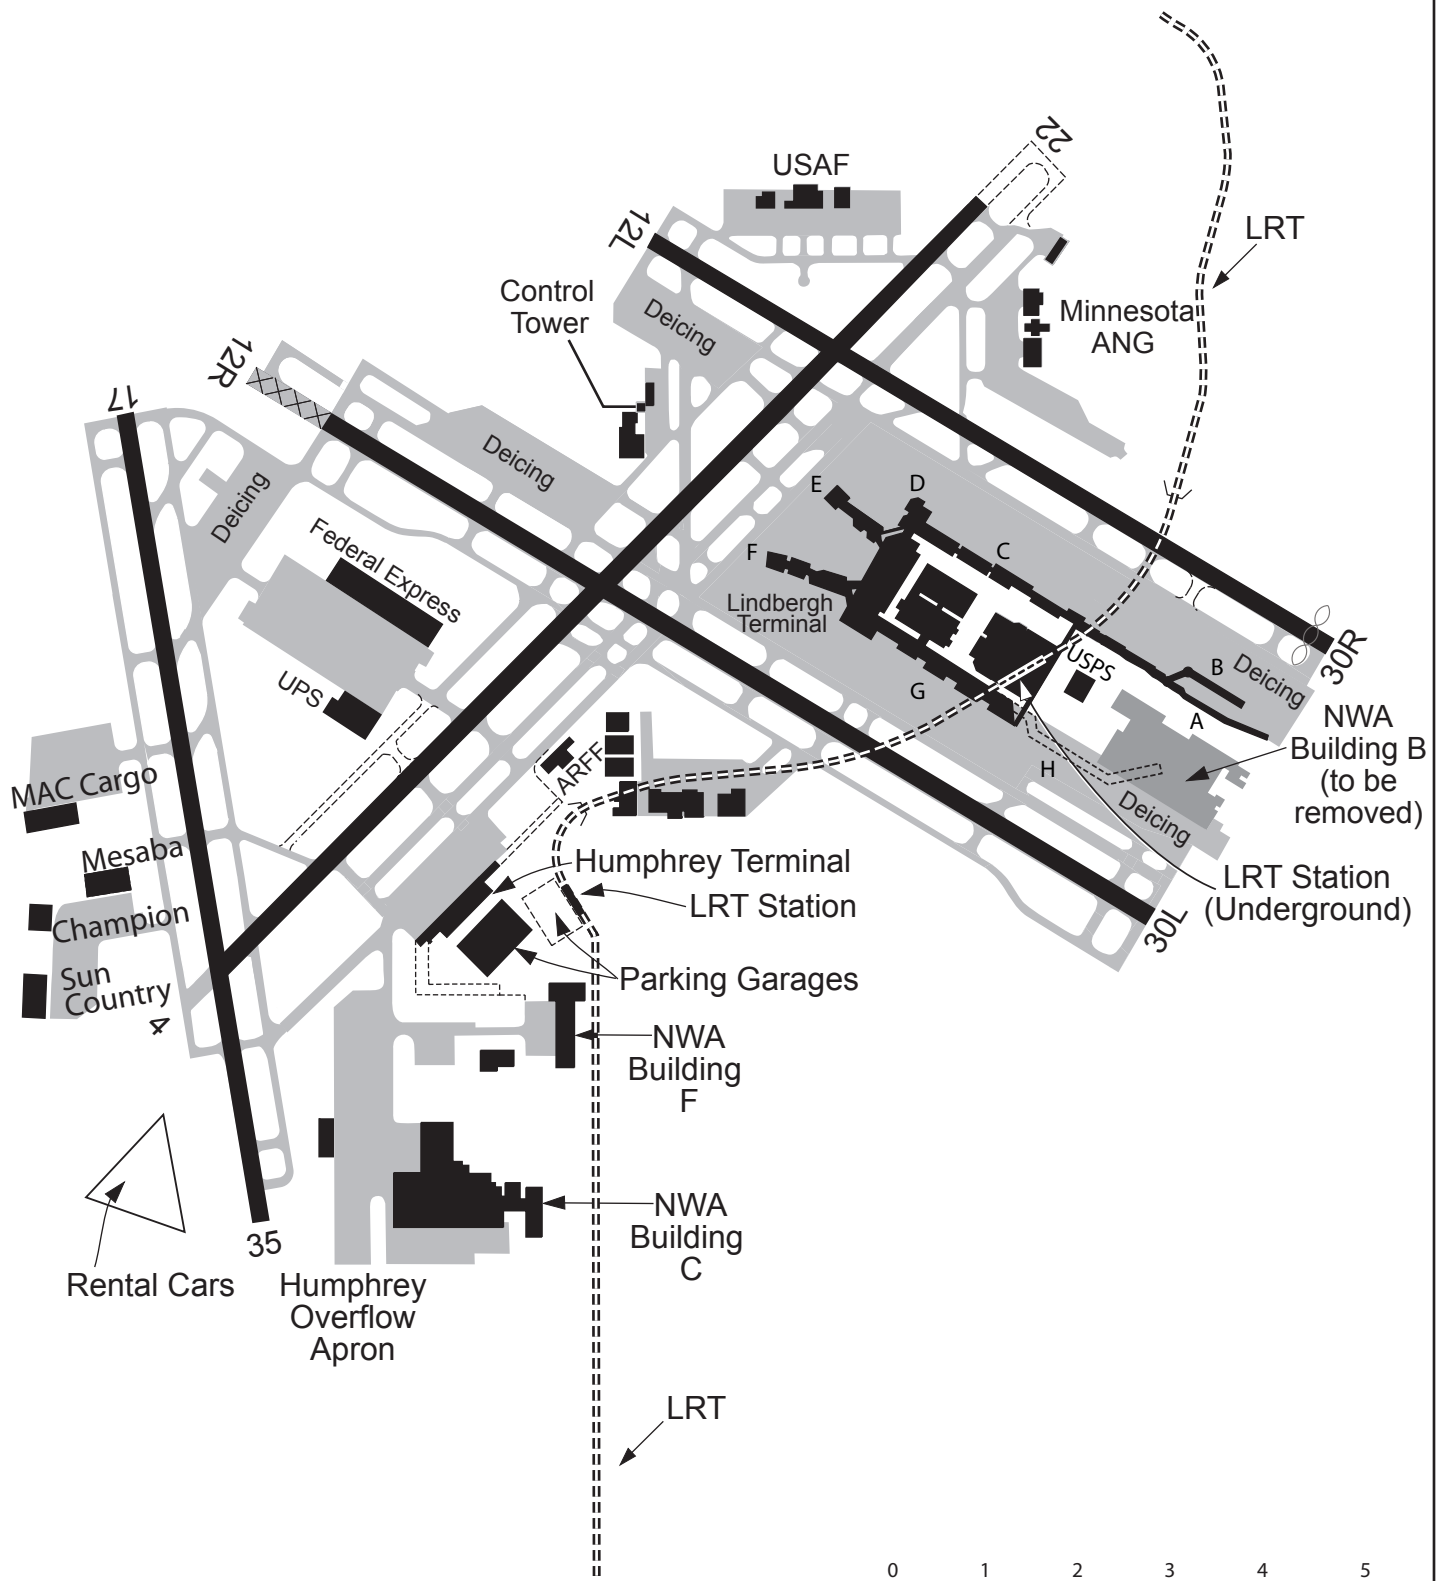 22
USAF
12L
LRT
Control
Tower
Deicing
Minnesota
ANG
12R
17
Deicing
Deicing
E
D
Federal Express
F
C
Lindbergh
Terminal
USPS
30R
B
Deicing
UPS
G
A
NWA
Building B
(to be
removed)
ARFF
H
MAC Cargo
Deicing
Mesaba
Humphrey Terminal
LRT Station
(Underground)
LRT Station
Champion
30L
Parking Garages
Sun
Country
4
NWA
Building
F
NWA
Building
C
35
Rental Cars
Humphrey
Overflow
Apron
LRT
0 1 2 3 4 5